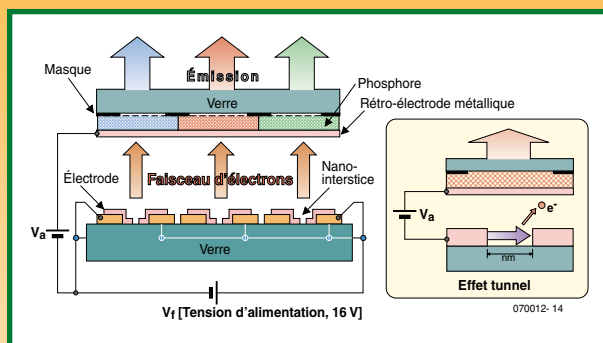 Masque
Émission
Verre
Phosphore
Rétro-électrode métallique
Électrode
Faisceau d'électrons
Nano-
interstice
Va
Verre
Vf [Tension d'alimentation, 16 V]
Va
e-
nm
Effet tunnel
070012- 14